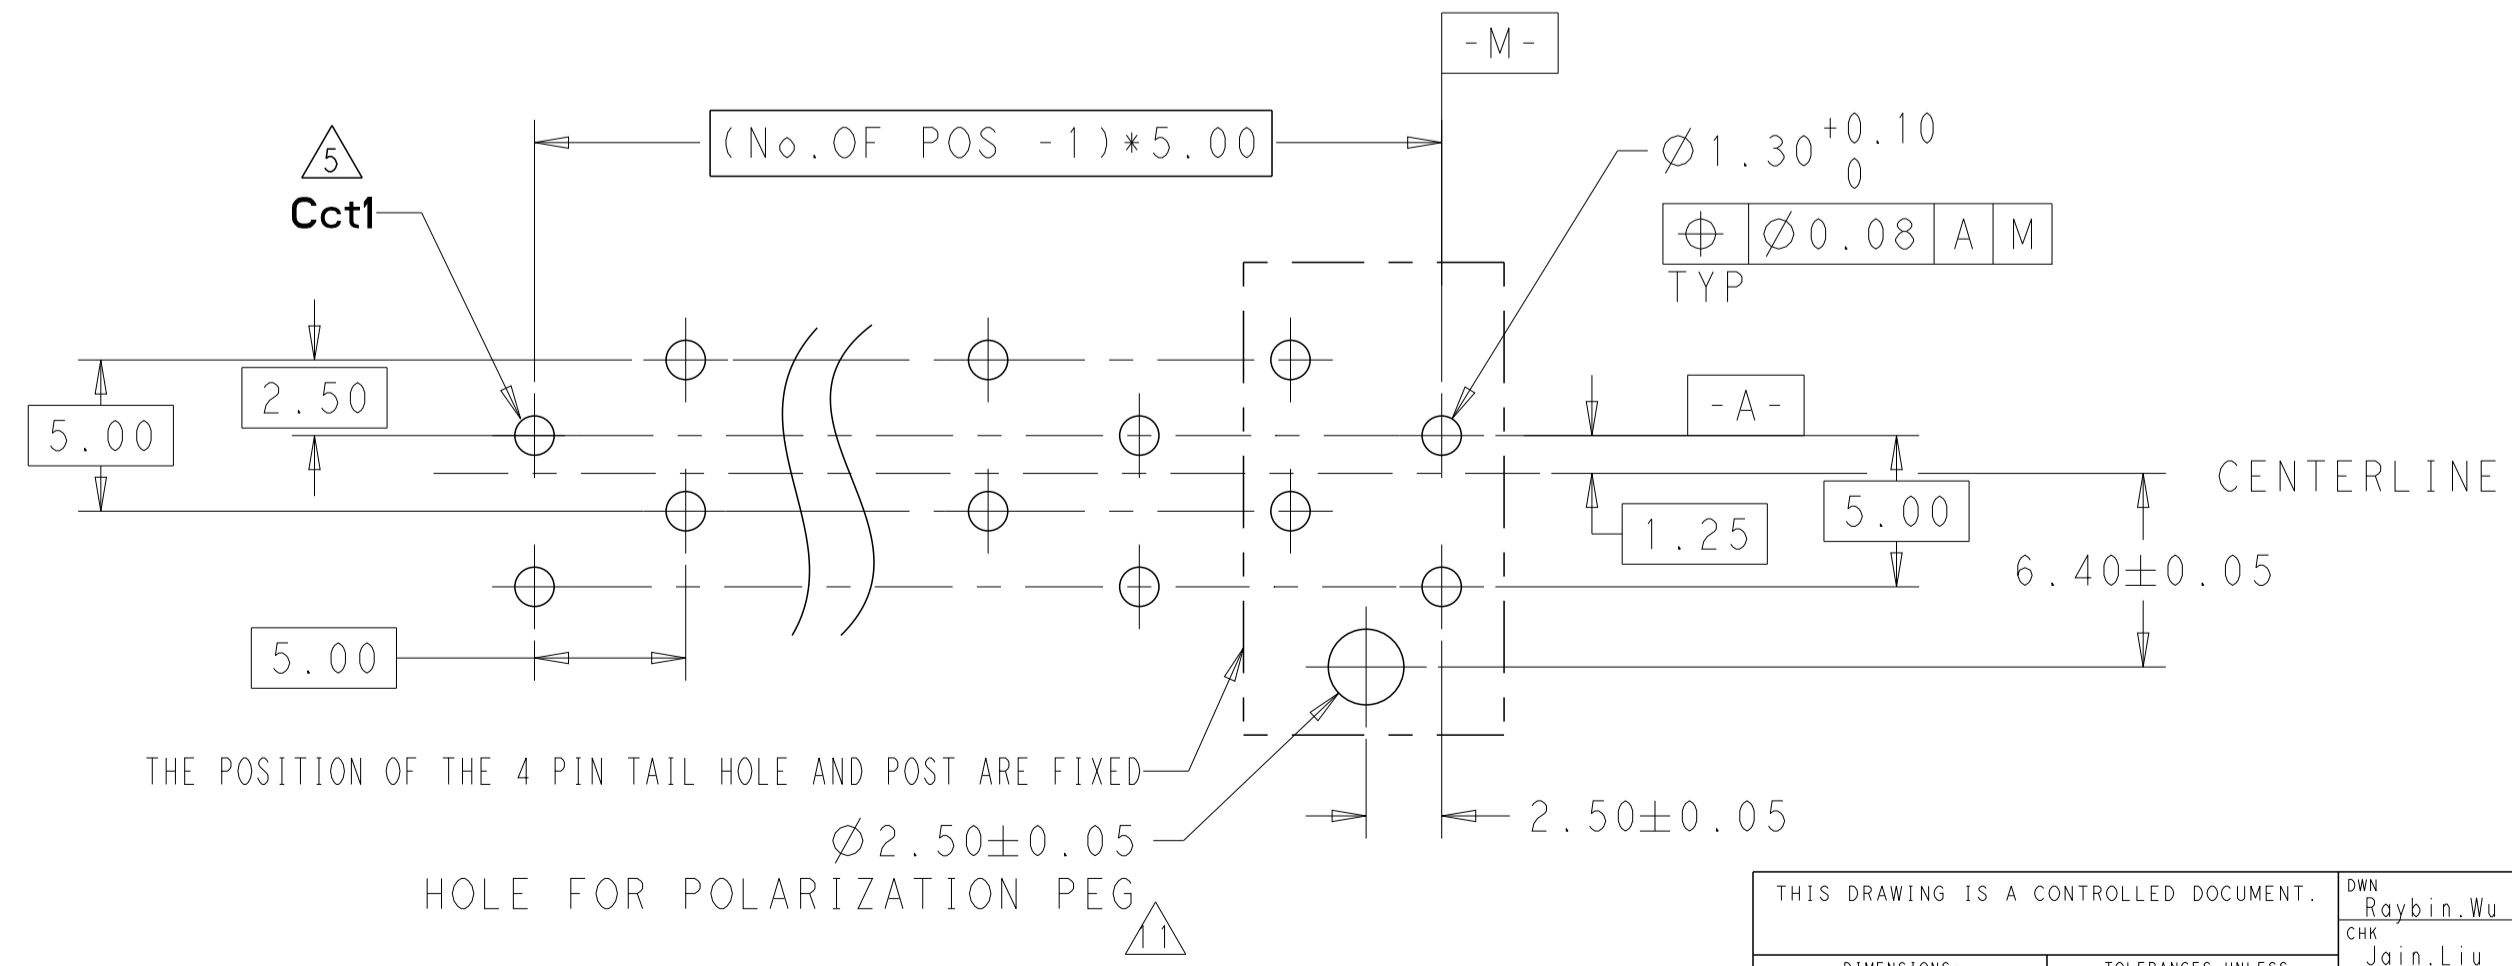 -M-
(No.OF POS -1)*5.00
5
Cct1
Ø1.30 +0.10
0
⌖ Ø0.08 A M
TYP
2.50
-A-
5.00
CENTERLINE
1.25
5.00
6.40±0.05
5.00
THE POSITION OF THE 4 PIN TAIL HOLE AND POST ARE FIXED
2.50±0.05
Ø2.50±0.05
HOLE FOR POLARIZATION PEG
11
THIS DRAWING IS A CONTROLLED DOCUMENT.
DWN
Raybin.Wu
CHK
Jain.Liu
DIMENSIONS
TOLERANCES UNLESS